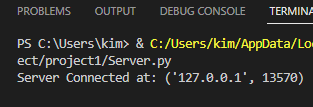 PROBLEMS OUTPUT DEBUG CONSOLE TERMINA
PS C:\Users\kim> & C:/Users/kim/AppData/Lo
ect/project1/Server.py
Server Connected at: ('127.0.0.1', 13570)